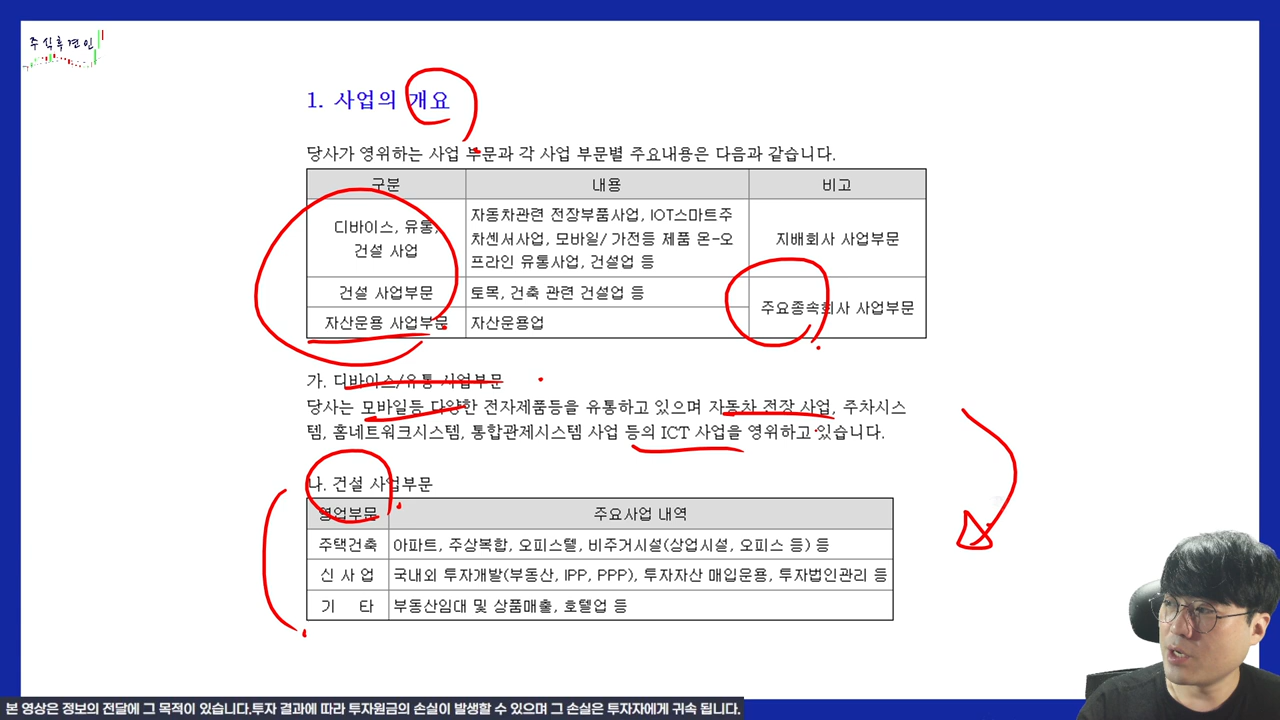 주식후견인
1. 사업의 개요
당사가 영위하는 사업 부문과 각 사업 부문별 주요내용은 다음과 같습니다.
구분 내용 비고
디바이스, 유통, 건설 사업 자동차관련 전장부품사업, IOT스마트주차센서사업, 모바일/ 가전등 제품 온-오프라인 유통사업, 건설업 등 지배회사 사업부문
건설 사업부문 토목, 건축 관련 건설업 등 주요종속회사 사업부문
자산운용 사업부문 자산운용업
가. 디바이스/유통 사업부문
당사는 모바일등 다양한 전자제품등을 유통하고 있으며 자동차 전장 사업, 주차시스
템, 홈네트워크시스템, 통합관제시스템 사업 등의 ICT 사업을 영위하고 있습니다.
나. 건설 사업부문
영업부문 주요사업 내역
주택건축 아파트, 주상복합, 오피스텔, 비주거시설(상업시설, 오피스 등) 등
신 사 업 국내외 투자개발(부동산, IPP, PPP), 투자자산 매입운용, 투자법인관리 등
기 타 부동산임대 및 상품매출, 호텔업 등
본 영상은 정보의 전달에 그 목적이 있습니다.투자 결과에 따라 투자원금의 손실이 발생할 수 있으며 그 손실은 투자자에게 귀속 됩니다.